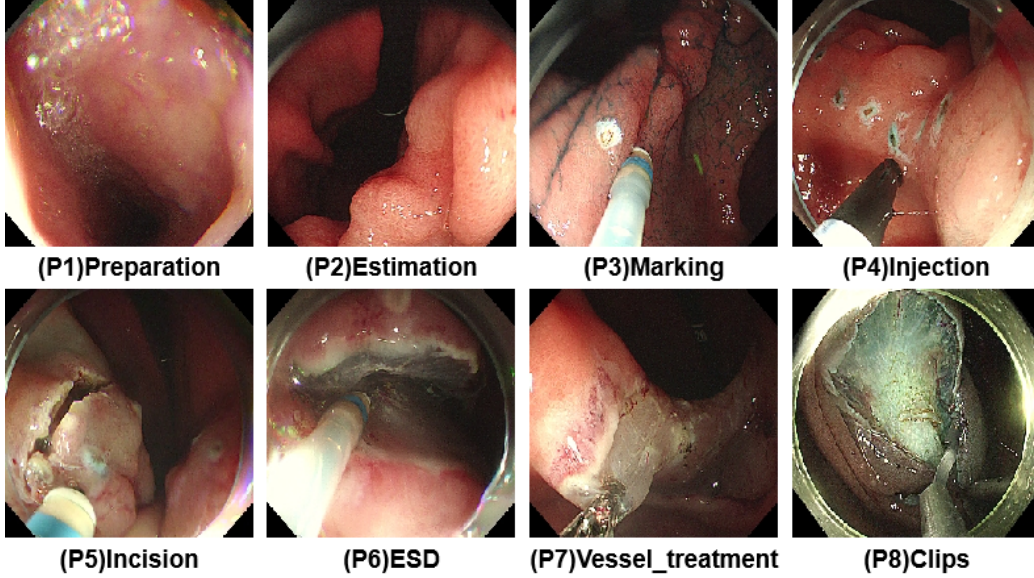 (P1)Preparation
(P2)Estimation
(P3)Marking
(P4)Injection
(P5)Incision
(P6)ESD
(P7)Vessel_treatment
(P8)Clips